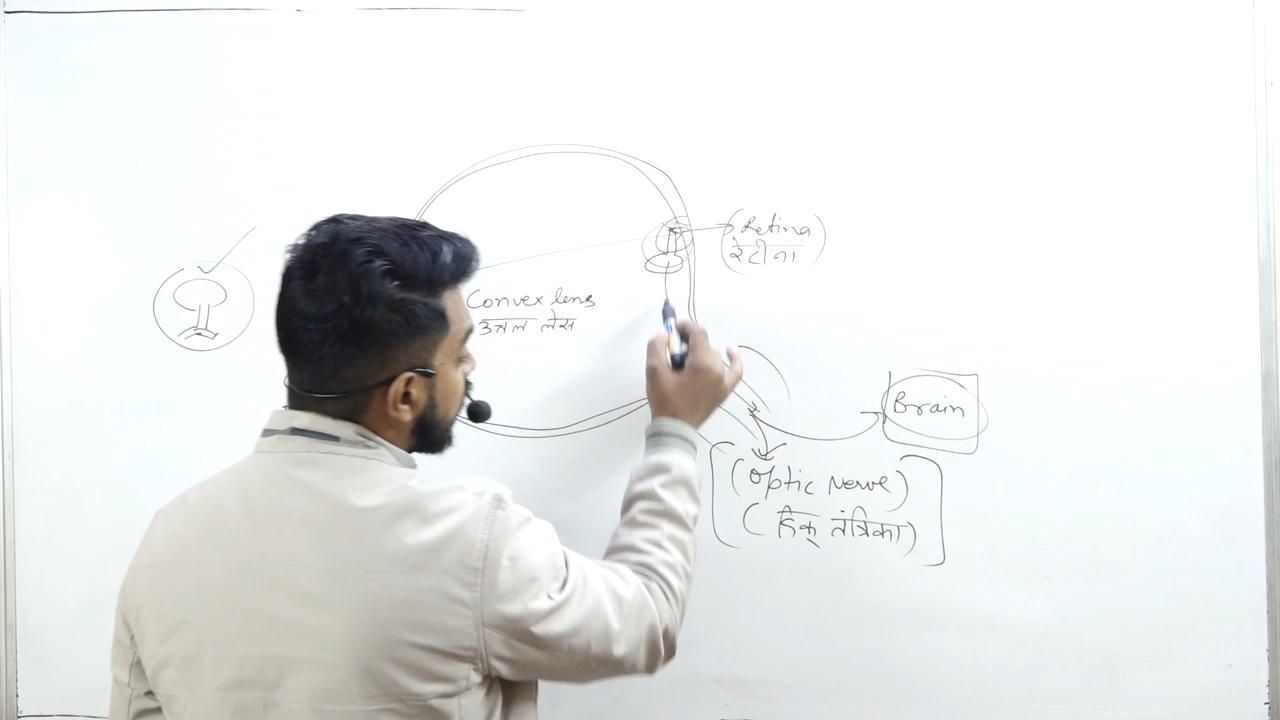 Retina
रेटीना
Convex lens
उत्तल लेंस
Brain
(Optic Nerve)
(दृक् तंत्रिका)